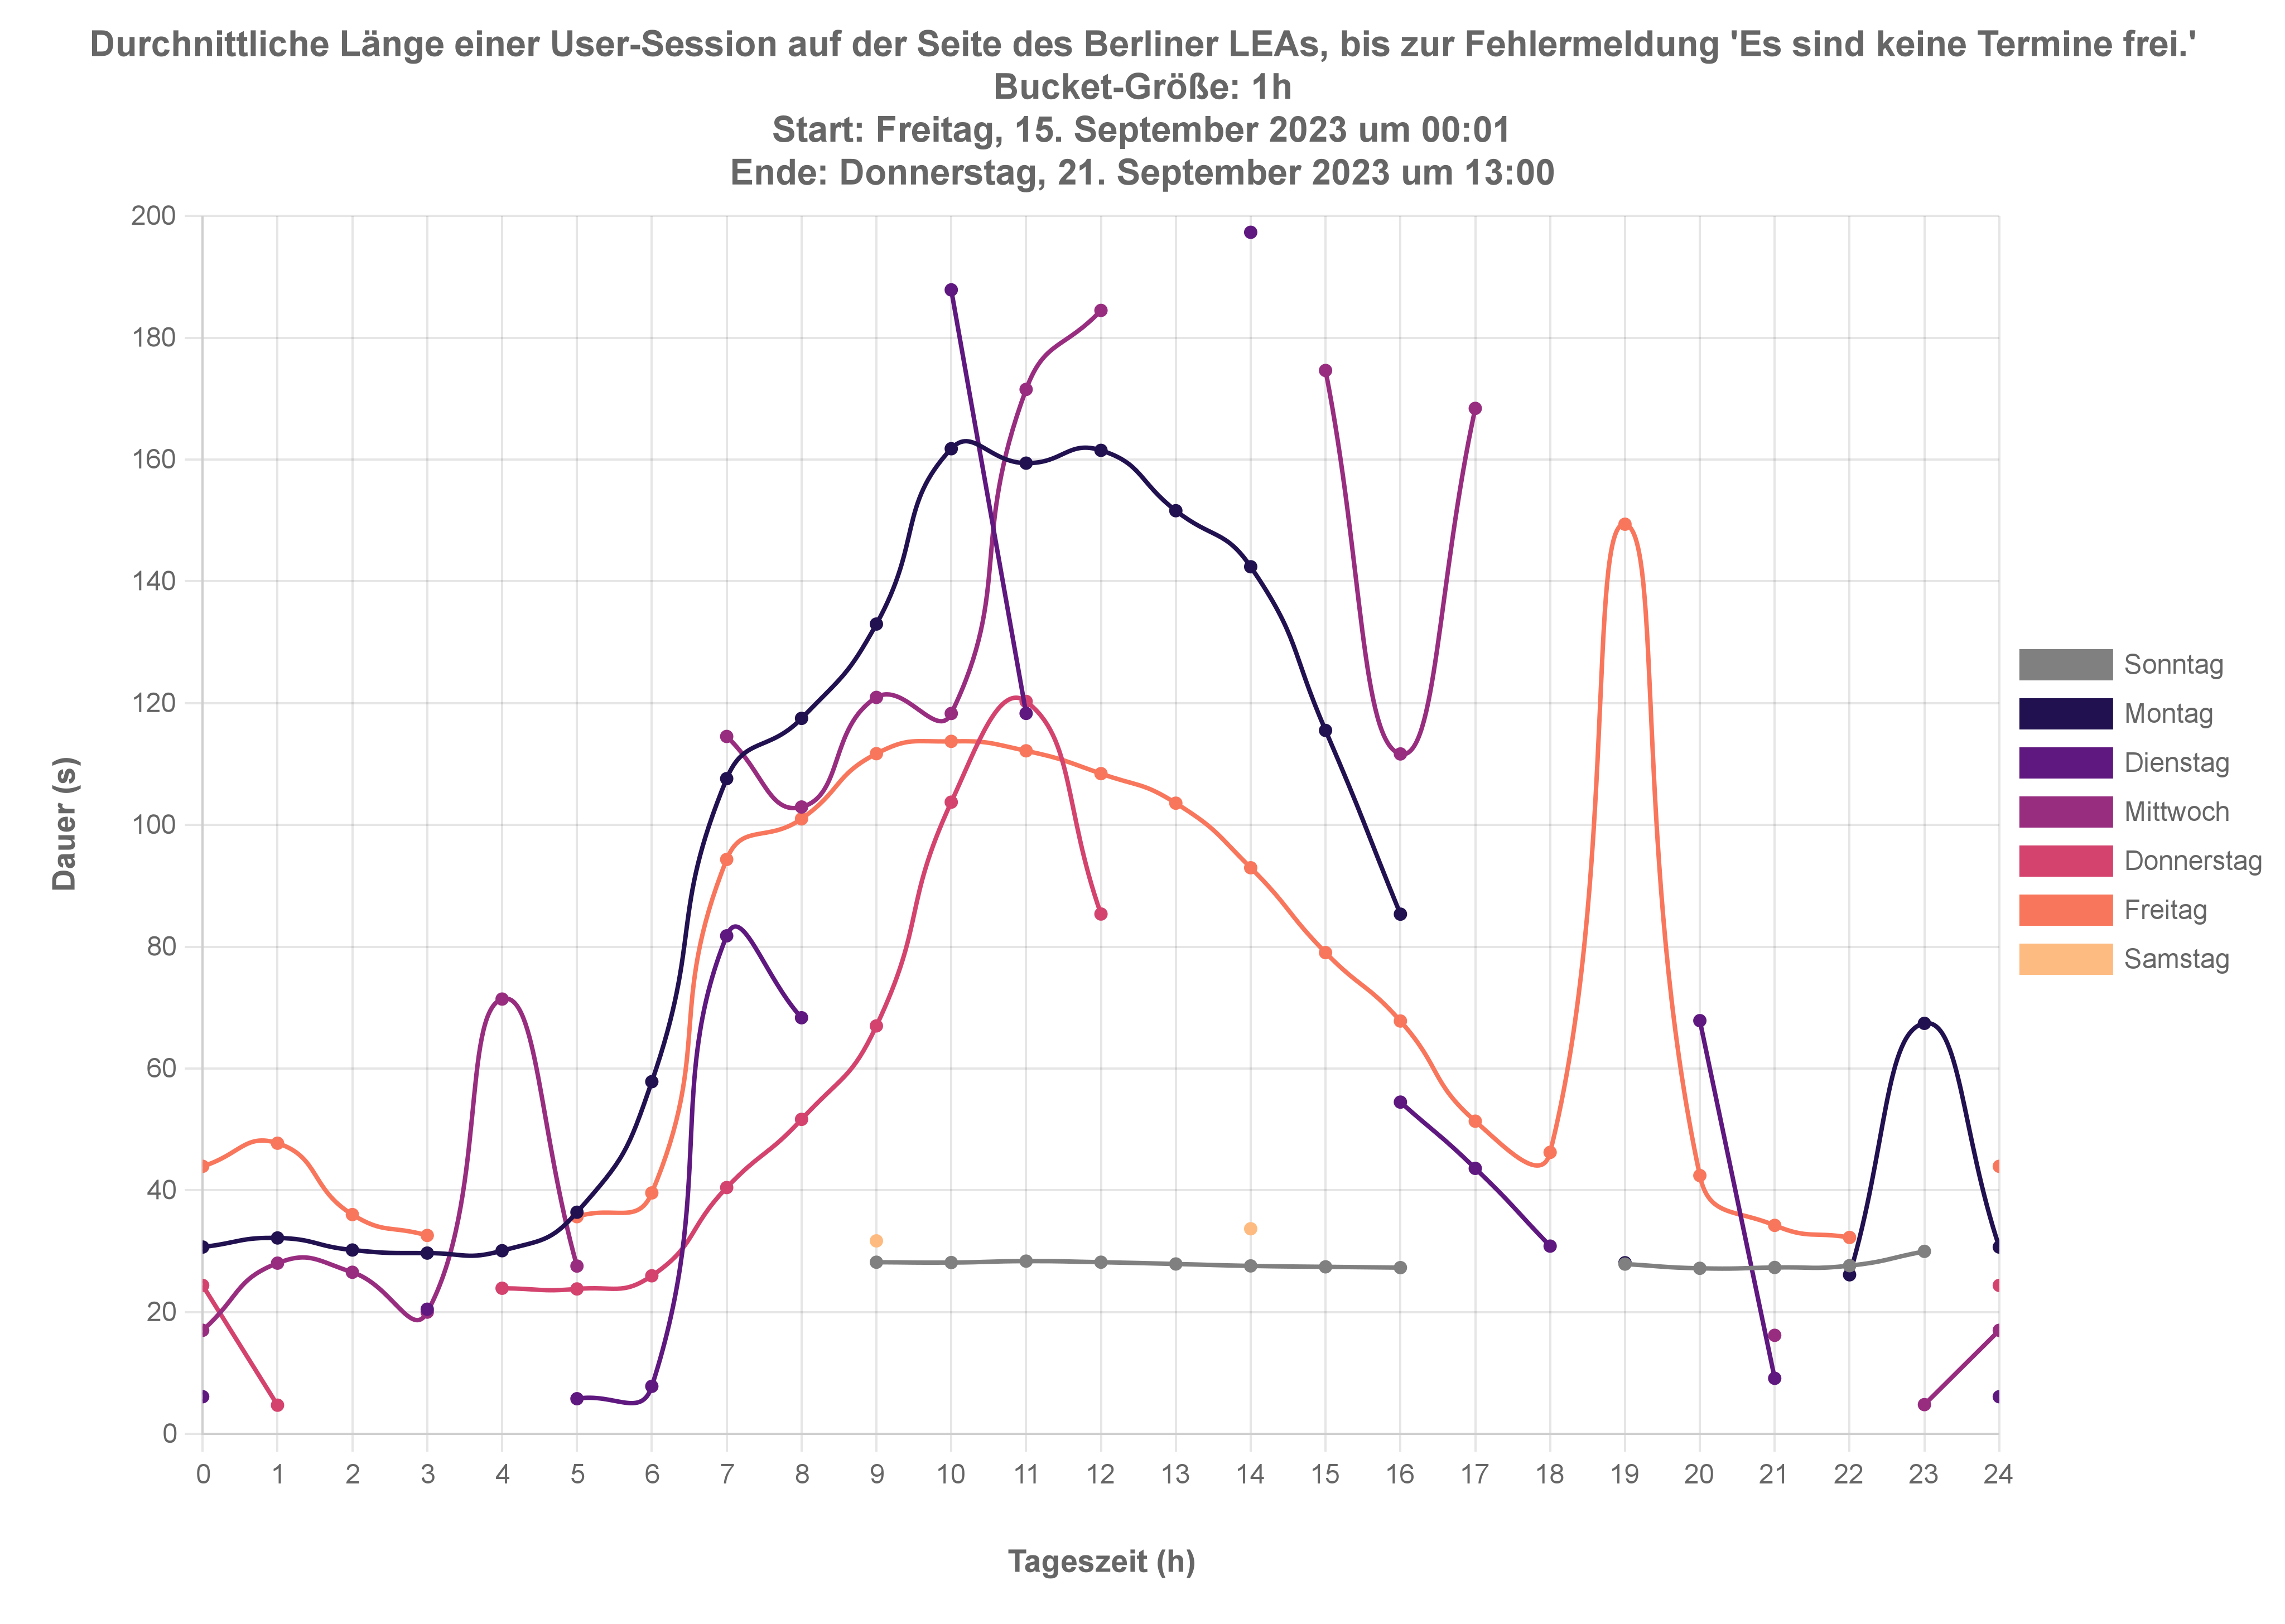 Durchnittliche Länge einer User-Session auf der Seite des Berliner LEAs, bis zur Fehlermeldung 'Es sind keine Termine frei.'
Bucket-Größe: 1h
Start: Freitag, 15. September 2023 um 00:01
Ende: Donnerstag, 21. September 2023 um 13:00
200
180
160
140
120
100
80
60
40
20
0
Dauer (s)
0 1 2 3 4 5 6 7 8 9 10 11 12 13 14 15 16 17 18 19 20 21 22 23 24
Tageszeit (h)
Sonntag
Montag
Dienstag
Mittwoch
Donnerstag
Freitag
Samstag